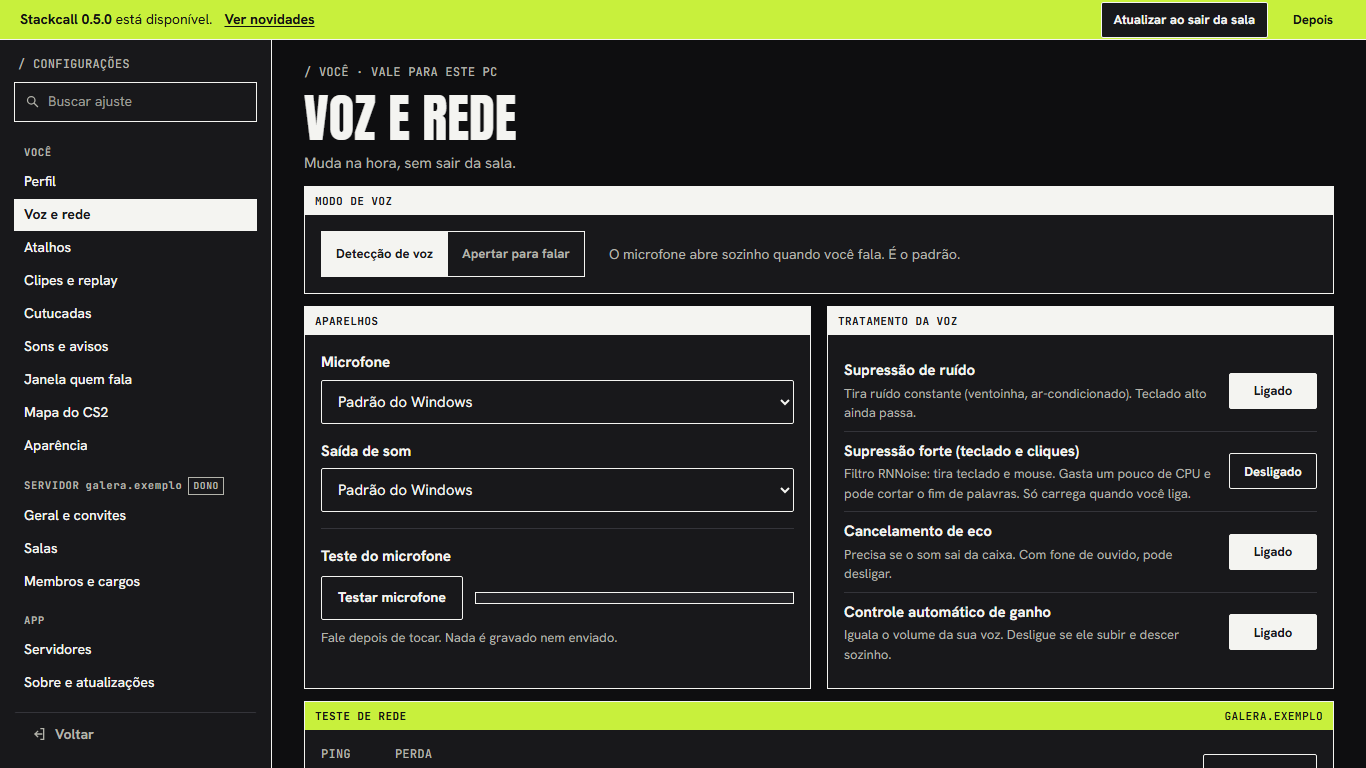 Stackcall 0.5.0 está disponível. Ver novidades
Atualizar ao sair da sala
Depois
/ CONFIGURAÇÕES
Buscar ajuste
VOCÊ
Perfil
Voz e rede
Atalhos
Clipes e replay
Cutucadas
Sons e avisos
Janela quem fala
Mapa do CS2
Aparência
SERVIDOR galera.exemplo DONO
Geral e convites
Salas
Membros e cargos
APP
Servidores
Sobre e atualizações
Voltar
/ VOCÊ · VALE PARA ESTE PC
VOZ E REDE
Muda na hora, sem sair da sala.
MODO DE VOZ
Detecção de voz
Apertar para falar
O microfone abre sozinho quando você fala. É o padrão.
APARELHOS
Microfone
Padrão do Windows
Saída de som
Padrão do Windows
Teste do microfone
Testar microfone
Fale depois de tocar. Nada é gravado nem enviado.
TRATAMENTO DA VOZ
Supressão de ruído
Tira ruído constante (ventoinha, ar-condicionado). Teclado alto
ainda passa.
Ligado
Supressão forte (teclado e cliques)
Filtro RNNoise: tira teclado e mouse. Gasta um pouco de CPU e
pode cortar o fim de palavras. Só carrega quando você liga.
Desligado
Cancelamento de eco
Precisa se o som sai da caixa. Com fone de ouvido, pode
desligar.
Ligado
Controle automático de ganho
Iguala o volume da sua voz. Desligue se ele subir e descer
sozinho.
Ligado
TESTE DE REDE
GALERA.EXEMPLO
PING
PERDA